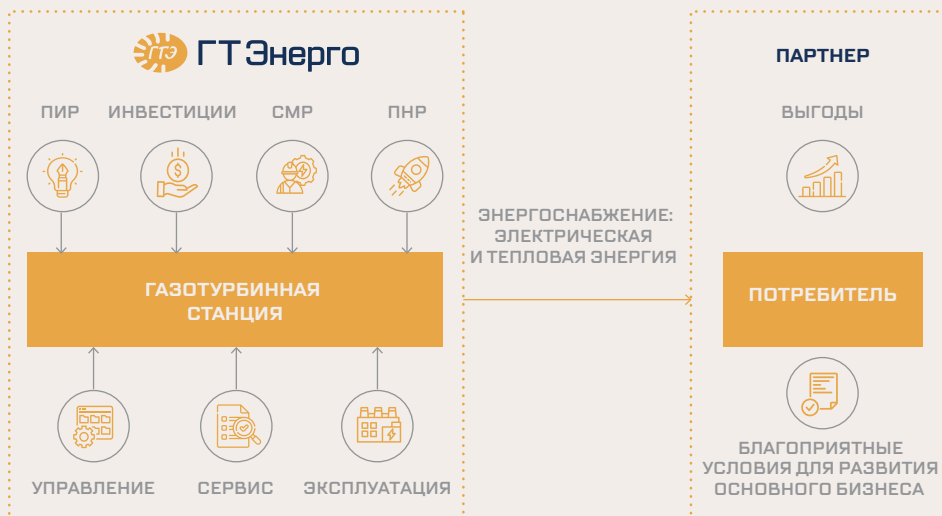 ГТЭ ГТ Энерго
ПИР
ИНВЕСТИЦИИ
СМР
ПНР
$
ГАЗОТУРБИННАЯ
СТАНЦИЯ
УПРАВЛЕНИЕ
СЕРВИС
ЭКСПЛУАТАЦИЯ
ЭНЕРГОСНАБЖЕНИЕ:
ЭЛЕКТРИЧЕСКАЯ
И ТЕПЛОВАЯ ЭНЕРГИЯ
ПАРТНЕР
ВЫГОДЫ
ПОТРЕБИТЕЛЬ
БЛАГОПРИЯТНЫЕ
УСЛОВИЯ ДЛЯ РАЗВИТИЯ
ОСНОВНОГО БИЗНЕСА